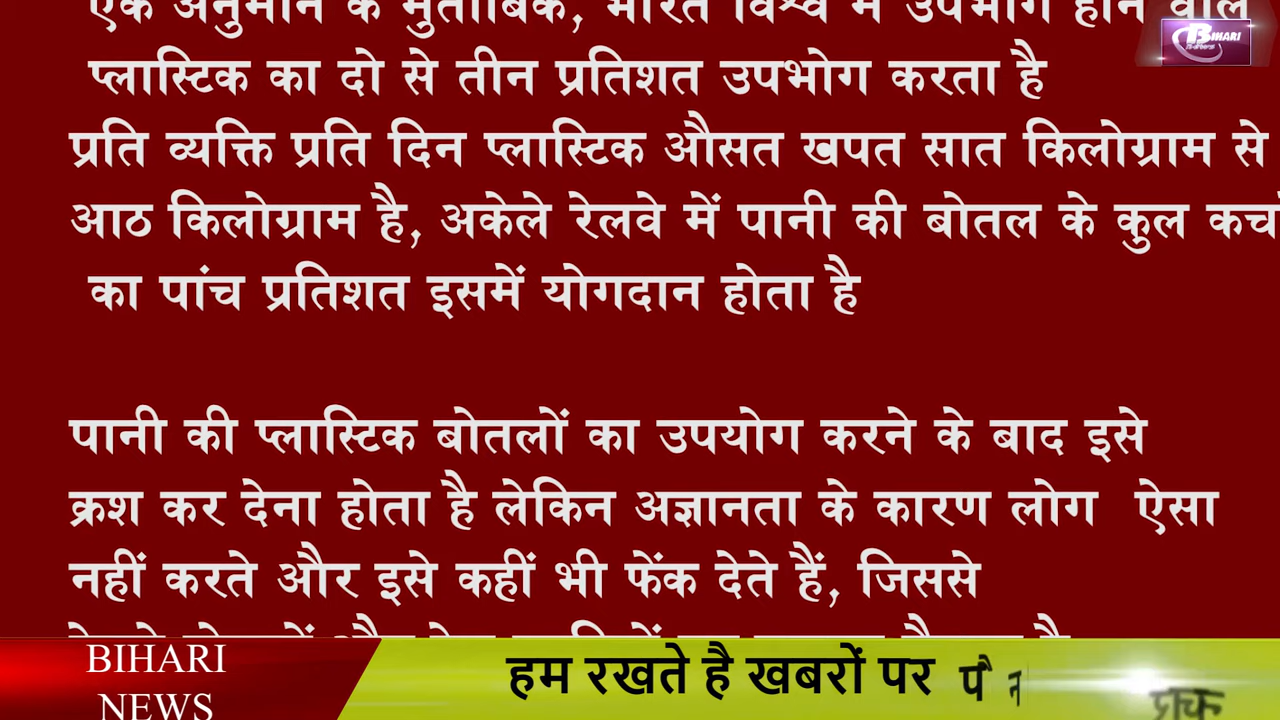 एक अनुमान के मुताबिक, भारत विश्व में उपभोग होने वाले
प्लास्टिक का दो से तीन प्रतिशत उपभोग करता है
प्रति व्यक्ति प्रति दिन प्लास्टिक औसत खपत सात किलोग्राम से
आठ किलोग्राम है, अकेले रेलवे में पानी की बोतल के कुल
का पांच प्रतिशत इसमें योगदान होता है
पानी की प्लास्टिक बोतलों का उपयोग करने के बाद इसे
क्रश कर देना होता है लेकिन अज्ञानता के कारण लोग ऐसा
नहीं करते और इसे कहीं भी फेंक देते हैं, जिससे
BIHARI
BIHARI
NEWS
हम रखते है खबरों पर